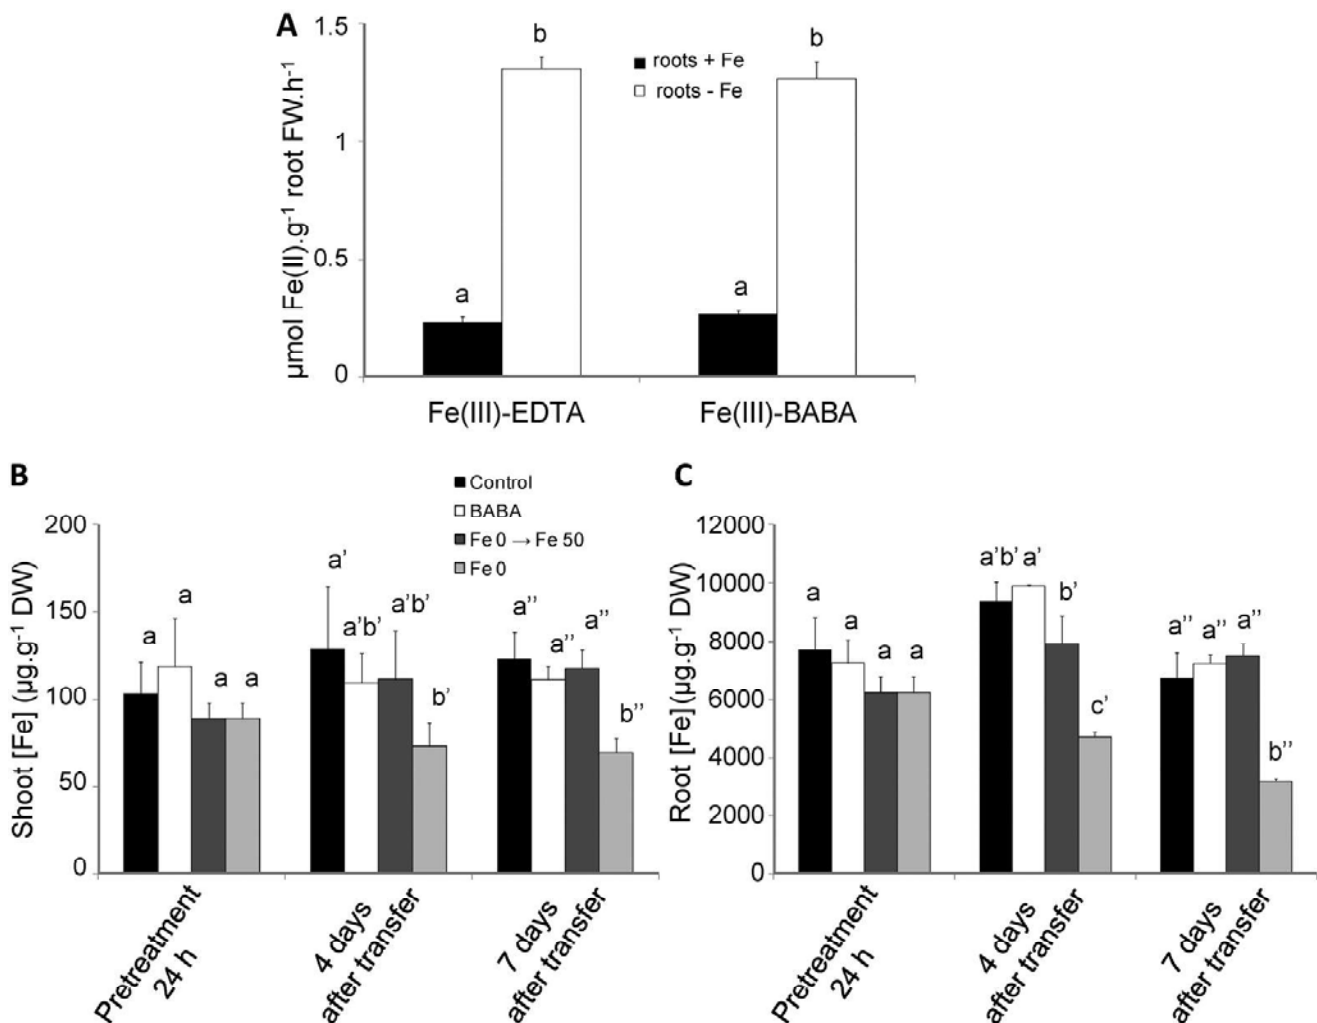 A
µmol Fe(II).g-1 root FW.h-1
1.5
1
0.5
0
b
b
a
a
roots + Fe
roots - Fe
Fe(III)-EDTA
Fe(III)-BABA
B
Shoot [Fe] (µg.g-1 DW)
200
150
100
50
0
Control
BABA
Fe 0 → Fe 50
Fe 0
a
a
a
a
a'
a'b'
a'b'
b'
a''
a''
a''
b''
Pretreatment
24 h
4 days
after transfer
7 days
after transfer
C
Root [Fe] (µg.g-1 DW)
12000
10000
8000
6000
4000
2000
0
a
a
a
a
a'b'
a'
b'
c'
a''
a''
a''
b''
Pretreatment
24 h
4 days
after transfer
7 days
after transfer